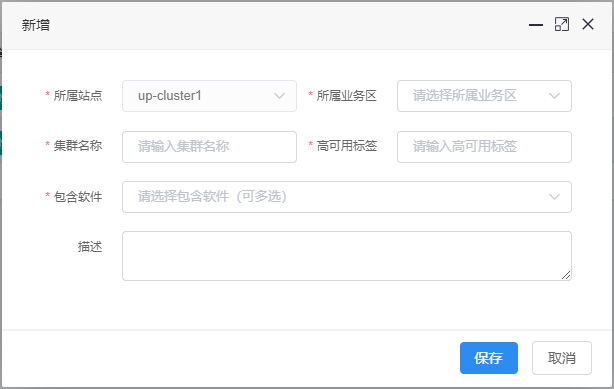 新增
* 所属站点 up-cluster1 * 所属业务区 请选择所属业务区
* 集群名称 请输入集群名称 * 高可用标签 请输入高可用标签
* 包含软件 请选择包含软件（可多选）
描述
保存 取消